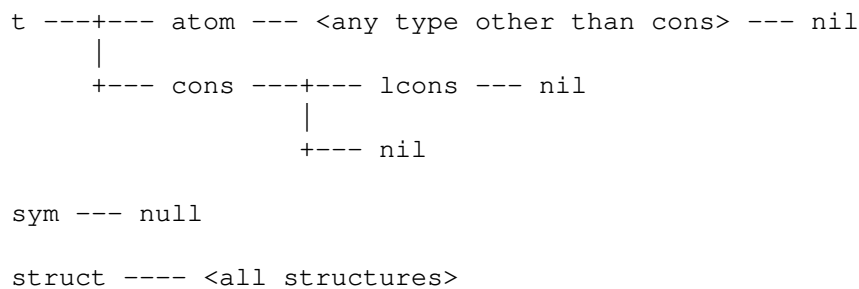 t ---+--- atom --- <any type other than cons> --- nil
     |
     +--- cons ---+--- lcons --- nil
                  |
                  +--- nil

sym --- null

struct ---- <all structures>